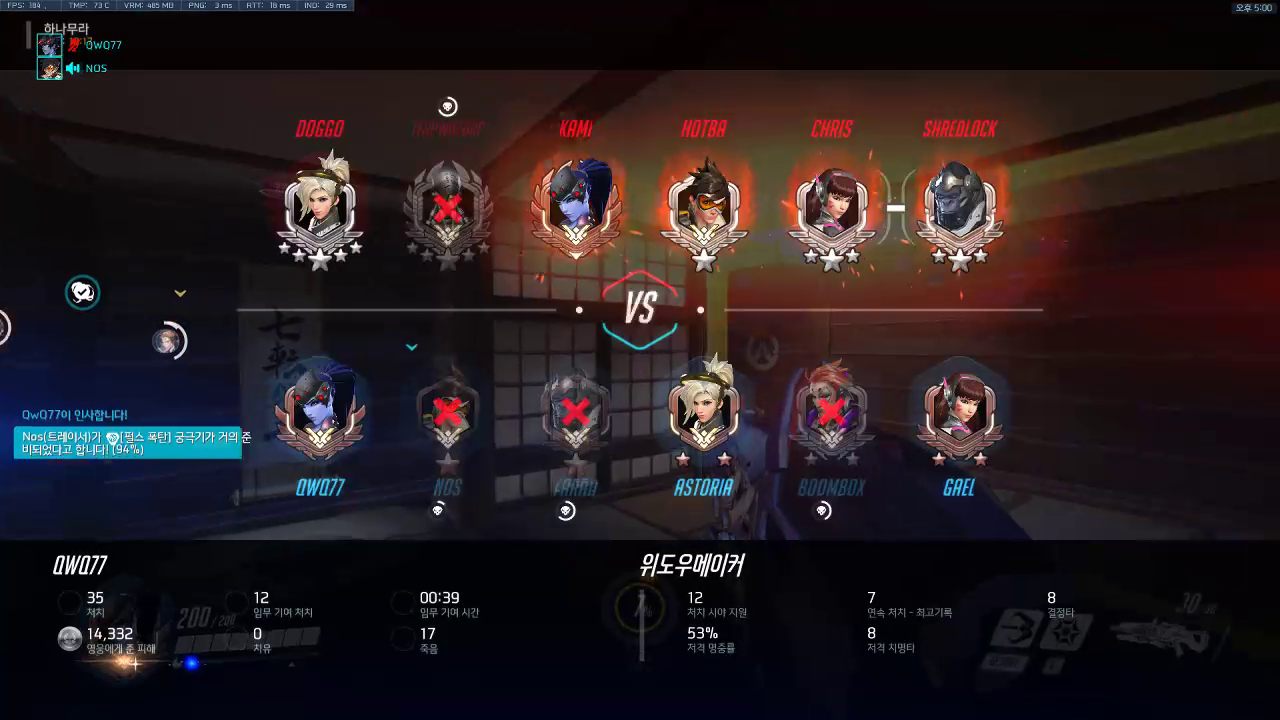 FPS: 184 , TMP: 73 C VRM: 485 MB PNG: 3 ms RTT: 18 ms IND: 29 ms
오후 5:00
하나무라
QWQ77
NOS
DOGGO KAMI HOTBA CHRIS SHREDLOCK
VS
QwQ77이 인사합니다!
Nos(트레이서)가 [펄스 폭탄] 궁극기가 거의 준
비되었다고 합니다! (94%)
QWQ77 NOS FARAH ASTORIA BOOMBOX GAEL
QWQ77 위도우메이커
35 12 00:39 12 7 8
처치 임무 기여 처치 임무 기여 시간 처치 시야 지원 연속 처치 - 최고기록 결정타
14,332 0 17 53% 8
영웅에게 준 피해 치유 죽음 저격 명중률 저격 치명타
200